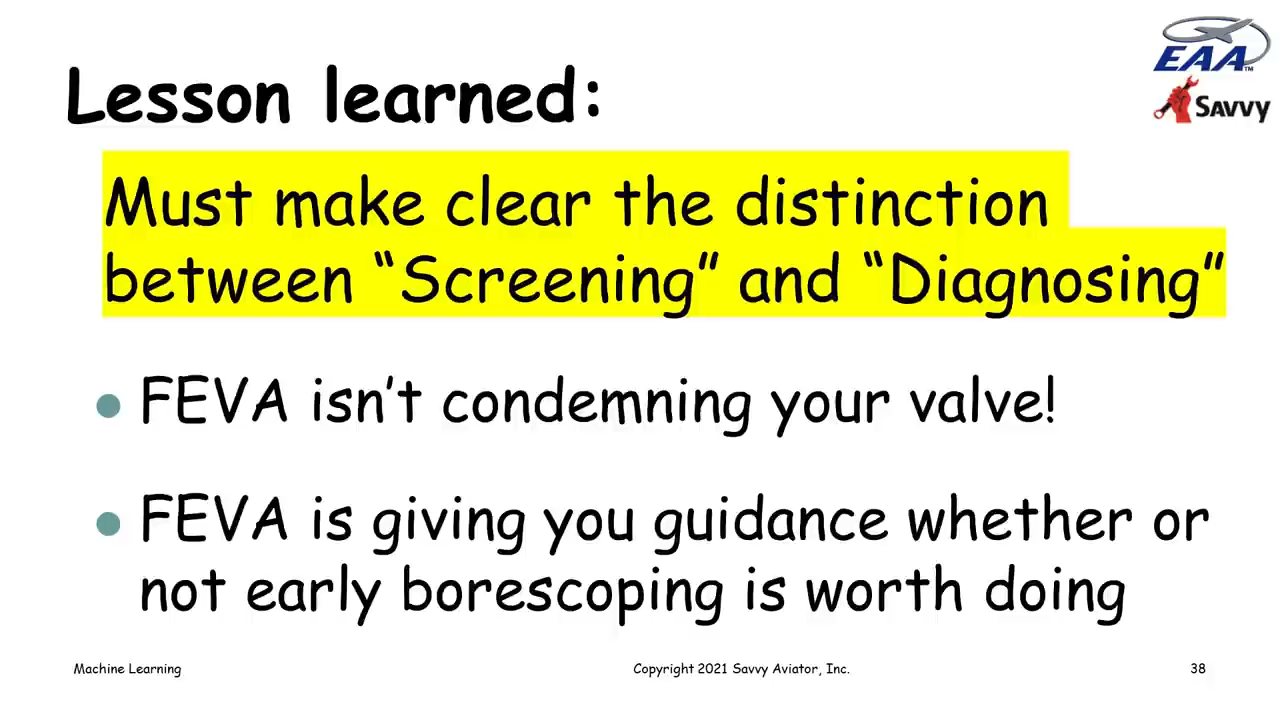 EAA™
Savvy
Lesson learned:
Must make clear the distinction
between “Screening” and “Diagnosing”
● FEVA isn’t condemning your valve!
● FEVA is giving you guidance whether or
not early borescoping is worth doing
Machine Learning
Copyright 2021 Savvy Aviator, Inc.
38